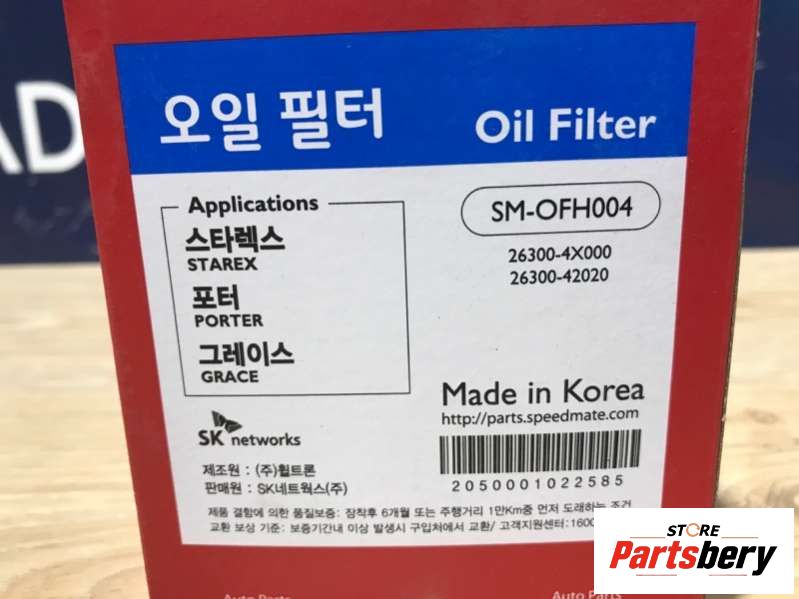 AD
오일 필터 Oil Filter
Applications
스타렉스
STAREX
포터
PORTER
그레이스
GRACE
SM-OFH004
26300-4X000
26300-42020
Made in Korea
http://parts.speedmate.com
2050001022585
SK networks
제조원 : (주)휠트론
판매원 : SK네트웍스(주)
제품 결함에 의한 품질보증: 장착후 6개월 또는 주행거리 1만Km중 먼저 도래하는 조건
교환 보상 기준: 보증기간내 이상 발생시 구입처에서 교환/ 고객지원센터:1600
Auto Parts Auto Parts
STORE
Partsbery